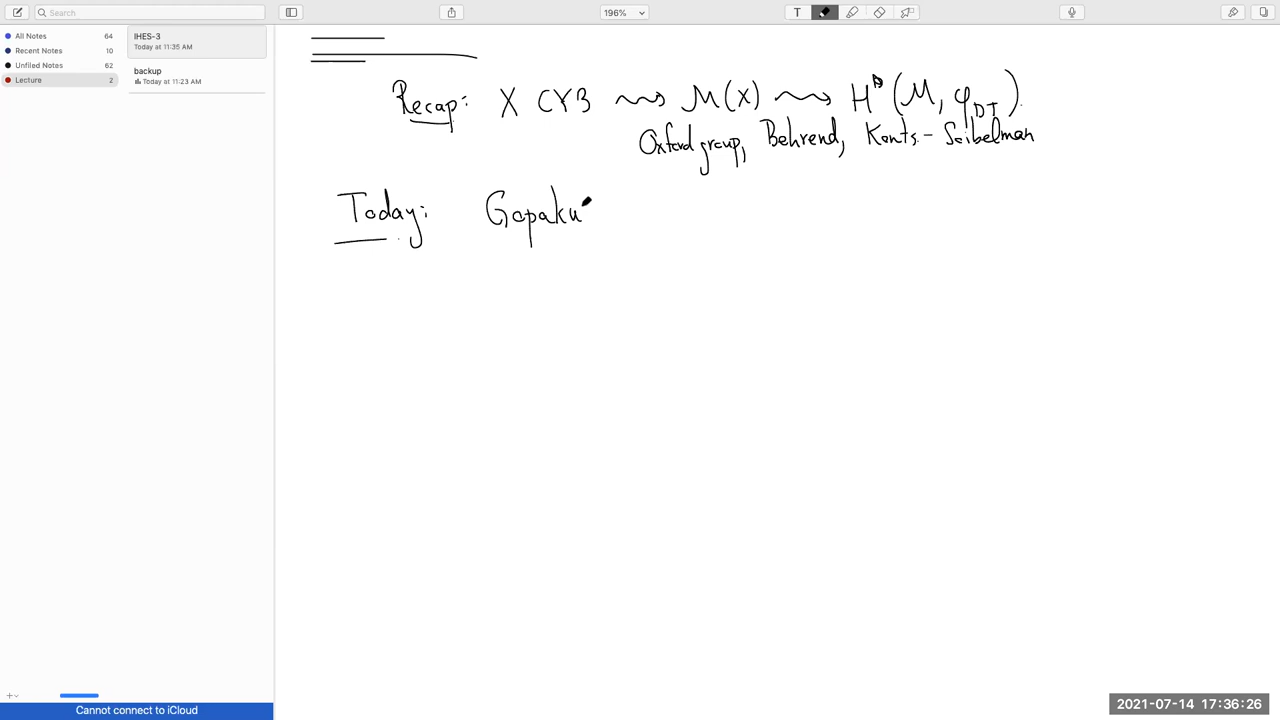 Search
196%
T
All Notes 64
Recent Notes 10
Unfiled Notes 62
Lecture 2
IHES-3
Today at 11:35 AM
backup
Today at 11:23 AM
Recap: X CY3 ⇝ M(X) ⇝ H•(M, φ_DT).
Oxford group, Behrend, Konts.-Soibelman
Today: Gopaku
Cannot connect to iCloud
2021-07-14 17:36:26